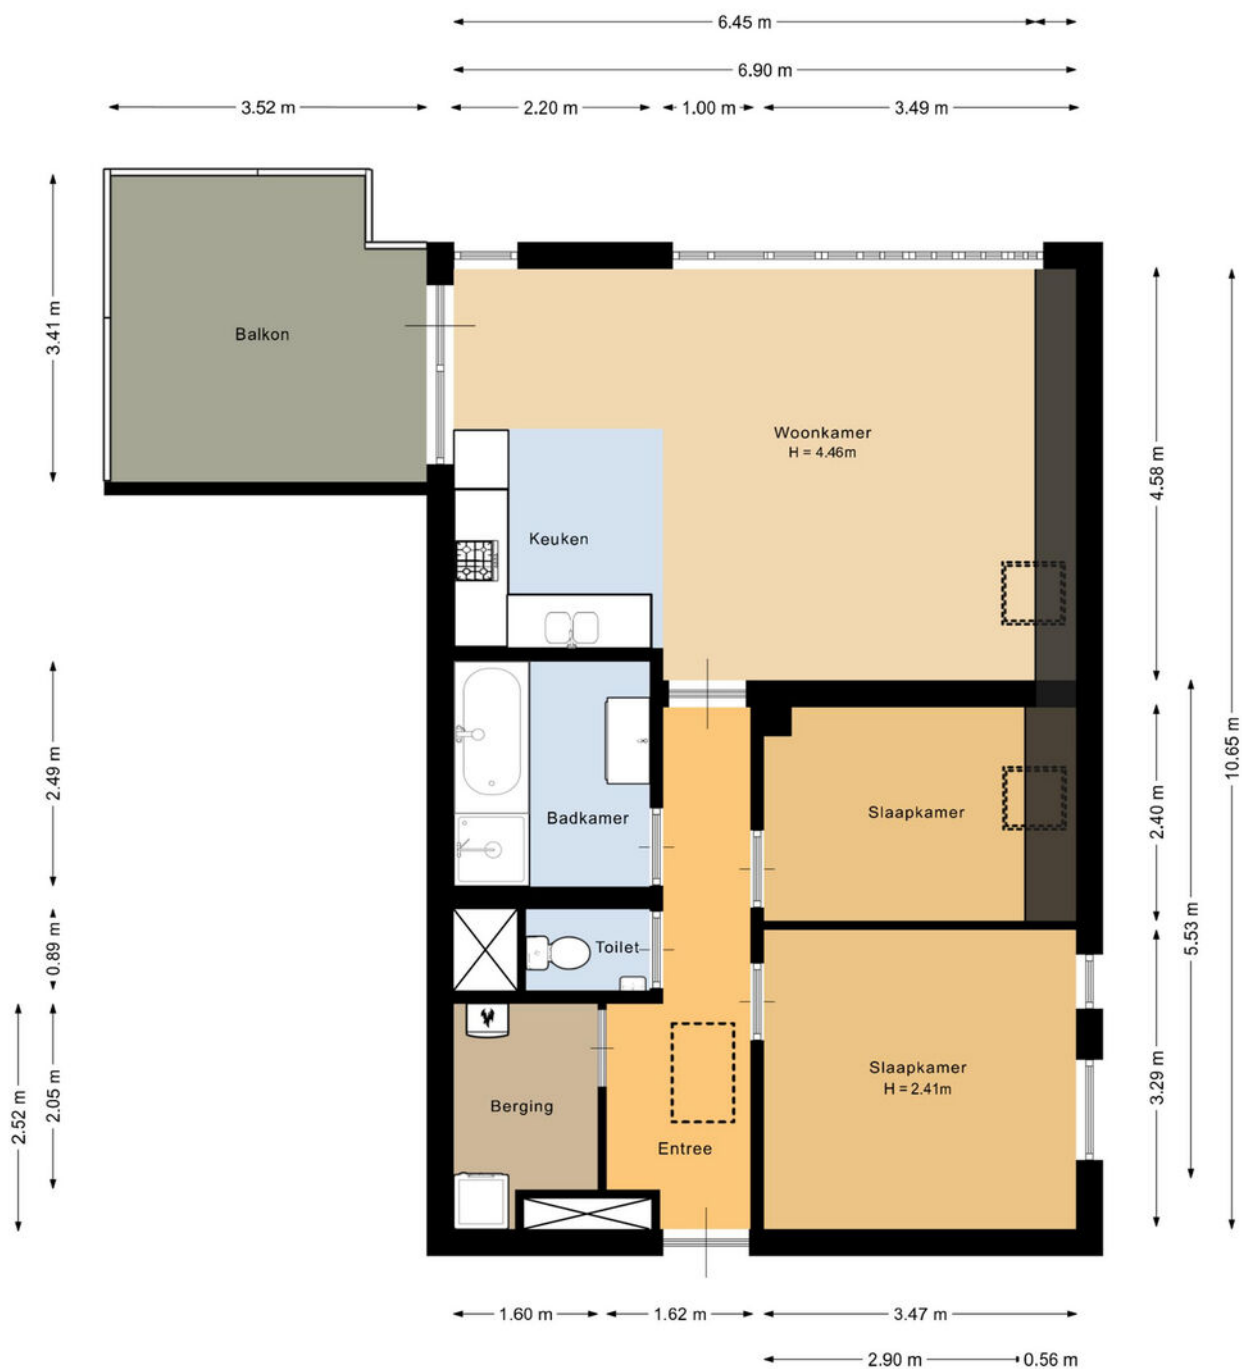 6.45 m
6.90 m
3.52 m
2.20 m
1.00 m
3.49 m
3.41 m
Balkon
Woonkamer
H = 4.46m
4.58 m
Keuken
10.65 m
2.49 m
Badkamer
Slaapkamer
2.40 m
5.53 m
0.89 m
Toilet
3.29 m
2.52 m
2.05 m
Berging
Entree
Slaapkamer
H = 2.41m
1.60 m
1.62 m
3.47 m
2.90 m
0.56 m